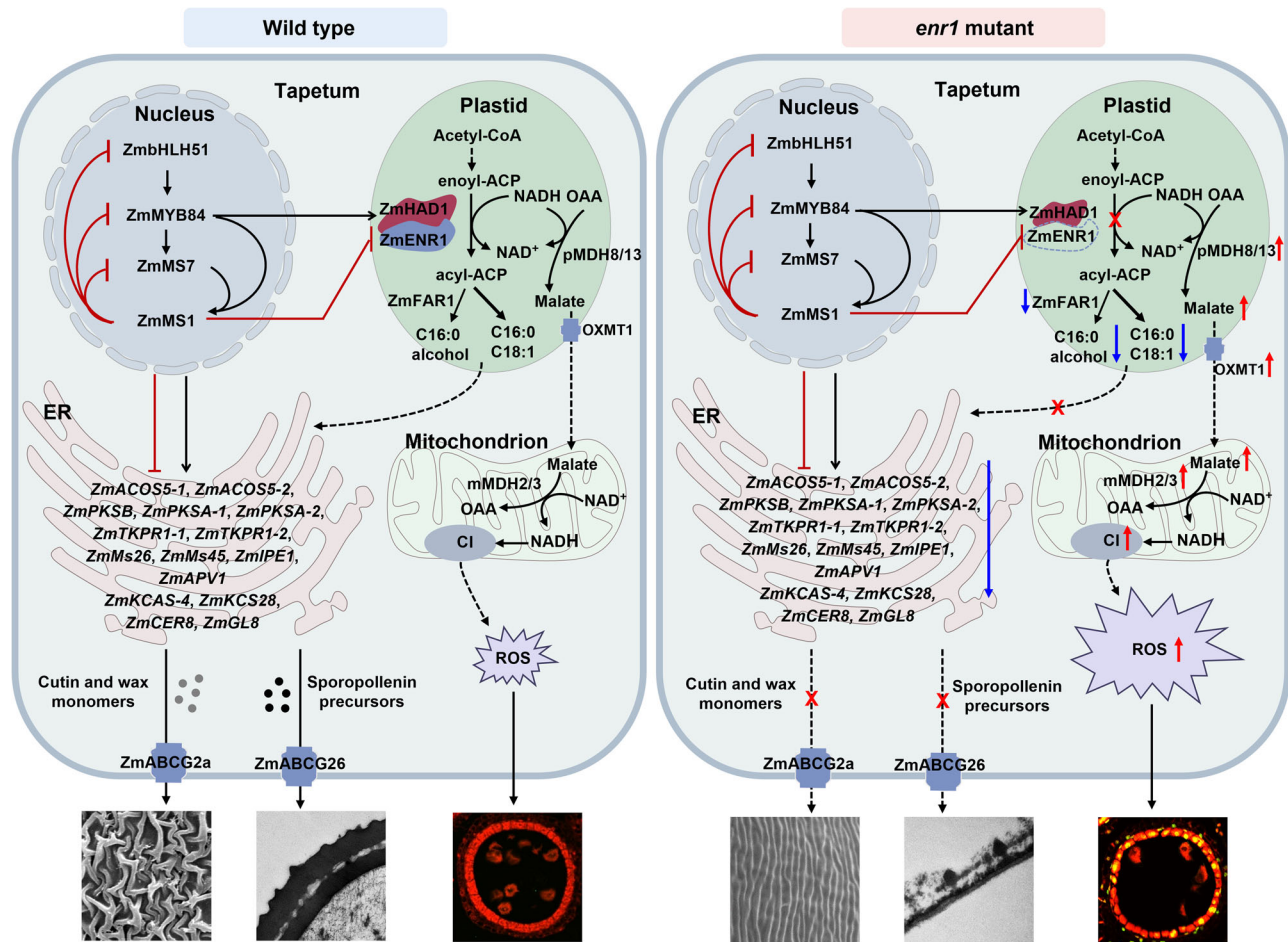 Wild type
Tapetum
Nucleus
ZmbHLH51
ZmMYB84
ZmMS7
ZmMS1
Plastid
Acetyl-CoA
enoyl-ACP
NADH OAA
ZmHAD1
ZmENR1
NAD⁺
pMDH8/13
acyl-ACP
ZmFAR1
Malate
C16:0
alcohol
C16:0
C18:1
OXMT1
ER
ZmACOS5-1, ZmACOS5-2,
ZmPKSB, ZmPKSA-1, ZmPKSA-2,
ZmTKPR1-1, ZmTKPR1-2,
ZmMs26, ZmMs45, ZmIPE1,
ZmAPV1
ZmKCAS-4, ZmKCS28,
ZmCER8, ZmGL8
Mitochondrion
Malate
mMDH2/3
OAA
NAD⁺
CI
NADH
ROS
Cutin and wax
monomers
Sporopollenin
precursors
ZmABCG2a
ZmABCG26
enr1 mutant
Tapetum
Nucleus
ZmbHLH51
ZmMYB84
ZmMS7
ZmMS1
Plastid
Acetyl-CoA
enoyl-ACP
NADH OAA
ZmHAD1
X
ZmENR1
NAD⁺
pMDH8/13
acyl-ACP
ZmFAR1
Malate
C16:0
alcohol
C16:0
C18:1
OXMT1
X
ER
ZmACOS5-1, ZmACOS5-2,
ZmPKSB, ZmPKSA-1, ZmPKSA-2,
ZmTKPR1-1, ZmTKPR1-2,
ZmMs26, ZmMs45, ZmIPE1,
ZmAPV1
ZmKCAS-4, ZmKCS28,
ZmCER8, ZmGL8
Mitochondrion
Malate
mMDH2/3
OAA
NAD⁺
CI
NADH
ROS
Cutin and wax
monomers
X
X
Sporopollenin
precursors
ZmABCG2a
ZmABCG26